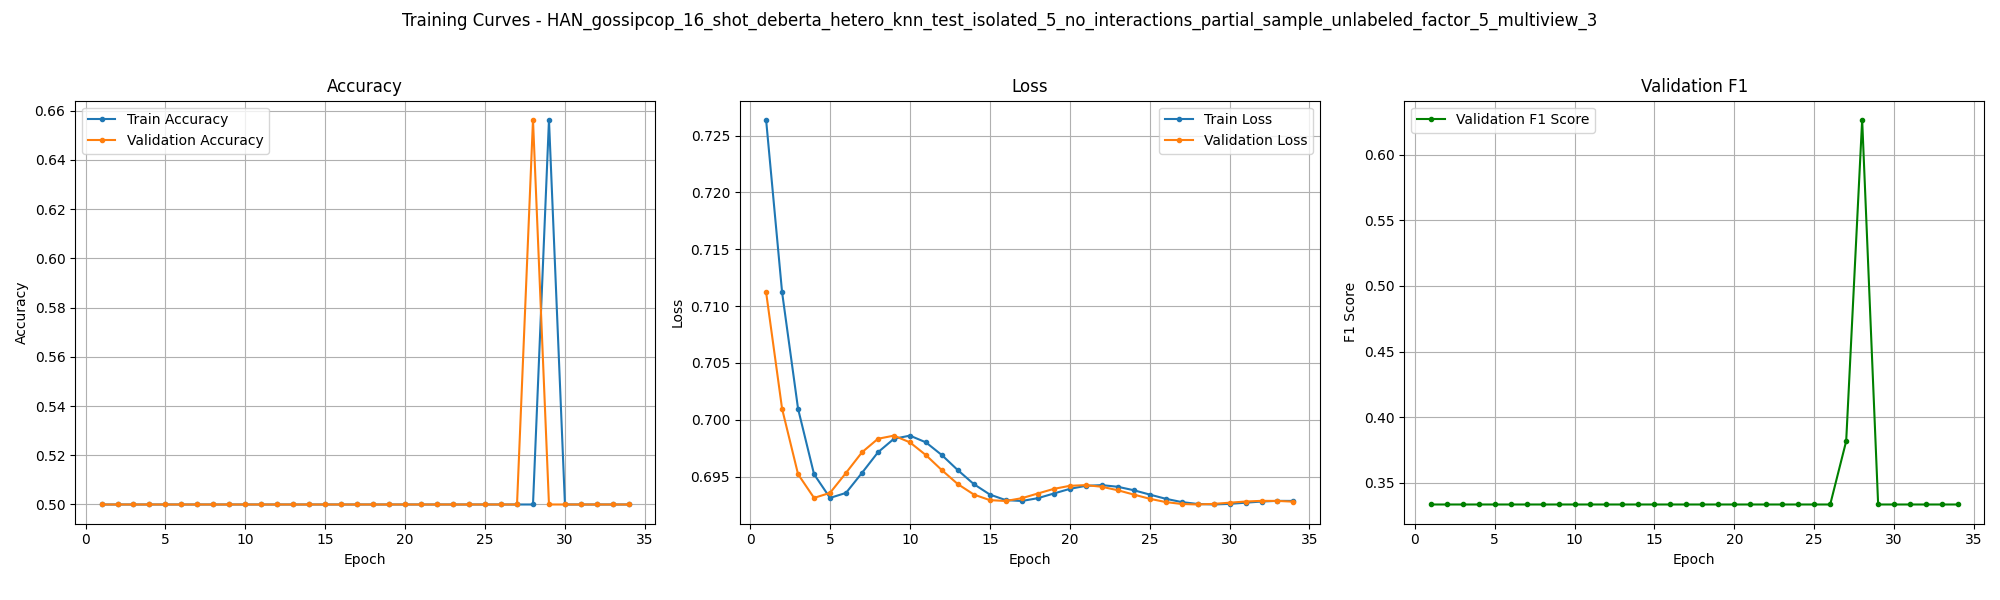 Training Curves - HAN_gossipcop_16_shot_deberta_hetero_knn_test_isolated_5_no_interactions_partial_sample_unlabeled_factor_5_multiview_3
Accuracy
Train Accuracy
Validation Accuracy
0.66
0.64
0.62
0.60
0.58
0.56
0.54
0.52
0.50
Accuracy
0 5 10 15 20 25 30 35
Epoch
Loss
Train Loss
Validation Loss
0.725
0.720
0.715
0.710
0.705
0.700
0.695
Loss
0 5 10 15 20 25 30 35
Epoch
Validation F1
Validation F1 Score
0.60
0.55
0.50
0.45
0.40
0.35
F1 Score
0 5 10 15 20 25 30 35
Epoch